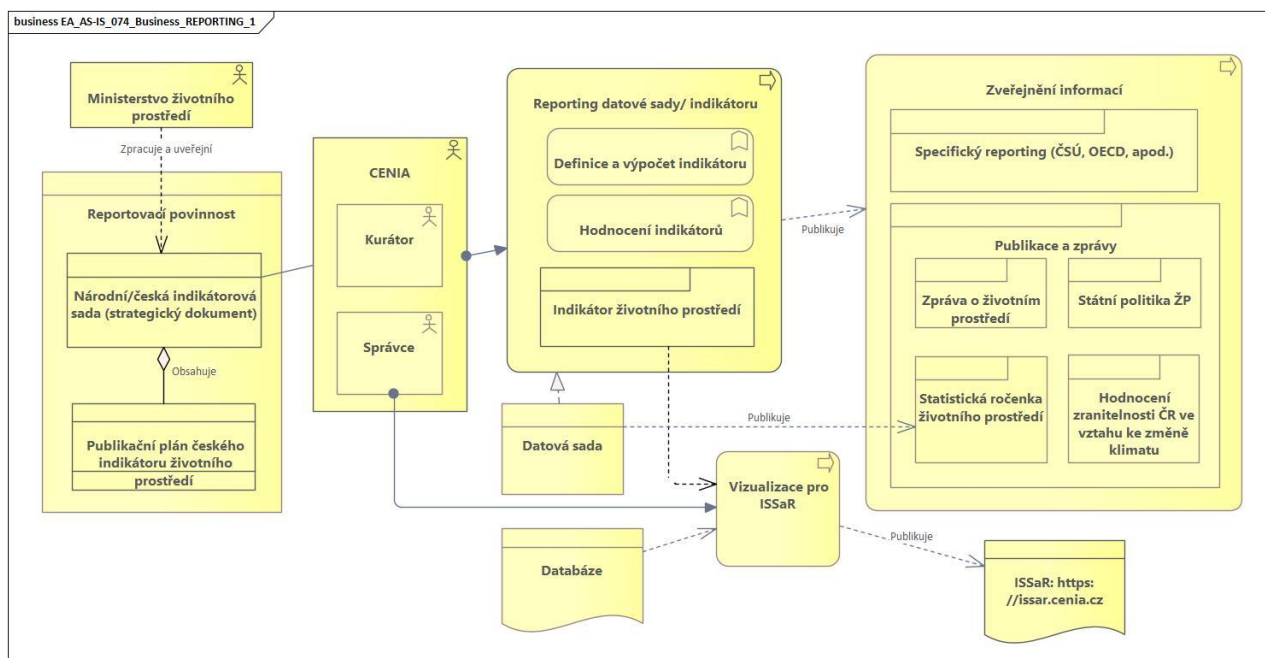 business EA_AS-IS_074_Business_REPORTING_1
Ministerstvo životního
prostředí
Zpracuje a uveřejní
Reportovací povinnost
Národní/česká indikátorová
sada (strategický dokument)
Obsahuje
Publikační plán českého
indikátoru životního
prostředí
CENIA
Kurátor
Správce
Reporting datové sady/ indikátoru
Definice a výpočet indikátoru
Hodnocení indikátorů
Indikátor životního prostředí
Datová sada
Databáze
Publikuje
Publikuje
Vizualizace pro
ISSaR
Publikuje
Zveřejnění informací
Specifický reporting (ČSÚ, OECD, apod.)
Publikace a zprávy
Zpráva o životním
prostředí
Státní politika ŽP
Statistická ročenka
životního prostředí
Hodnocení
zranitelnosti ČR ve
vztahu ke změně
klimatu
ISSaR: https:
//issar.cenia.cz